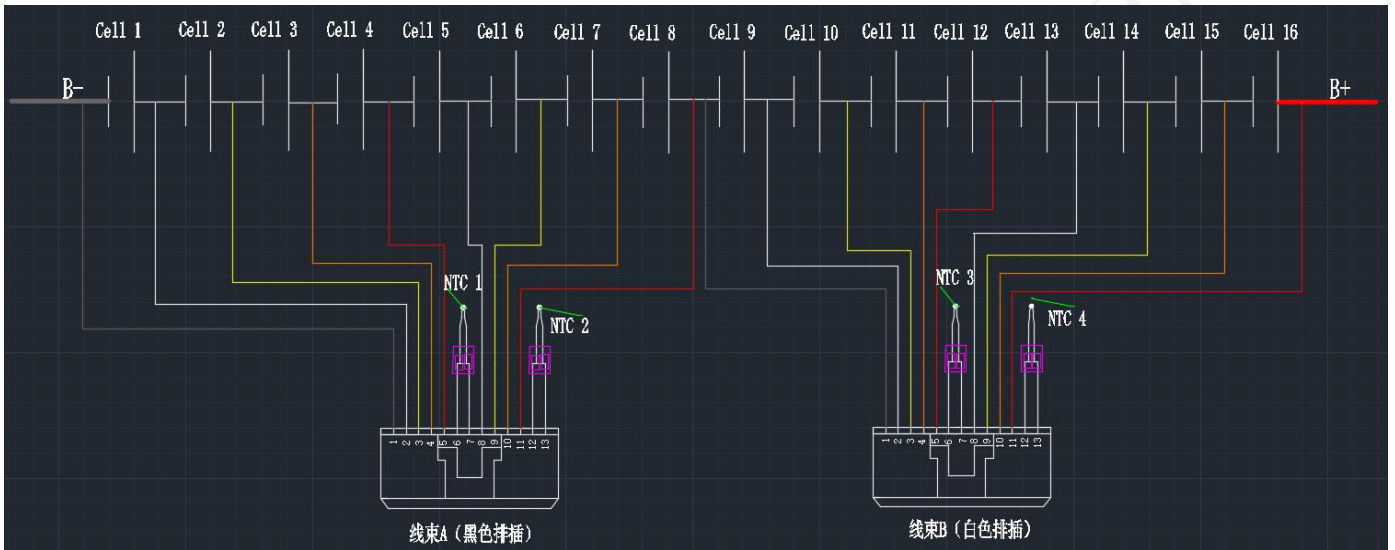 Cell 1 Cell 2 Cell 3 Cell 4 Cell 5 Cell 6 Cell 7 Cell 8 Cell 9 Cell 10 Cell 11 Cell 12 Cell 13 Cell 14 Cell 15 Cell 16
B- B+
NTC 1 NTC 3
NTC 2 NTC 4
1 2 3 4 5 6 7 8 9 10 11 12 13 1 2 3 4 5 6 7 8 9 10 11 12 13
线束A（黑色排插） 线束B（白色排插）